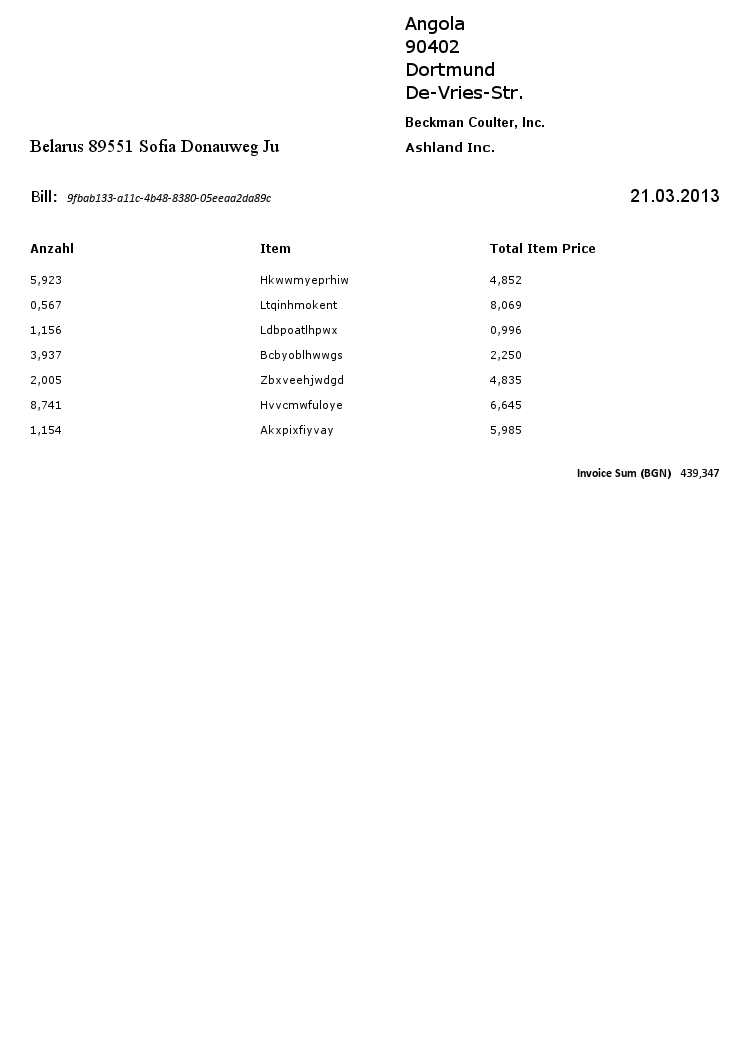 Angola
90402
Dortmund
De-Vries-Str.
Beckman Coulter, Inc.
Belarus 89551 Sofia Donauweg Ju
Ashland Inc.
Bill: 9fbab133-a11c-4b48-8380-05eeaa2da89c 21.03.2013
Anzahl Item Total Item Price
5,923 Hkwwmyeprhiw 4,852
0,567 Ltqinhmokent 8,069
1,156 Ldbpoatlhpwx 0,996
3,937 Bcbyoblhwwgs 2,250
2,005 Zbxveehjwdgd 4,835
8,741 Hvvcmwfuloye 6,645
1,154 Akxpixfiyvay 5,985
Invoice Sum (BGN) 439,347